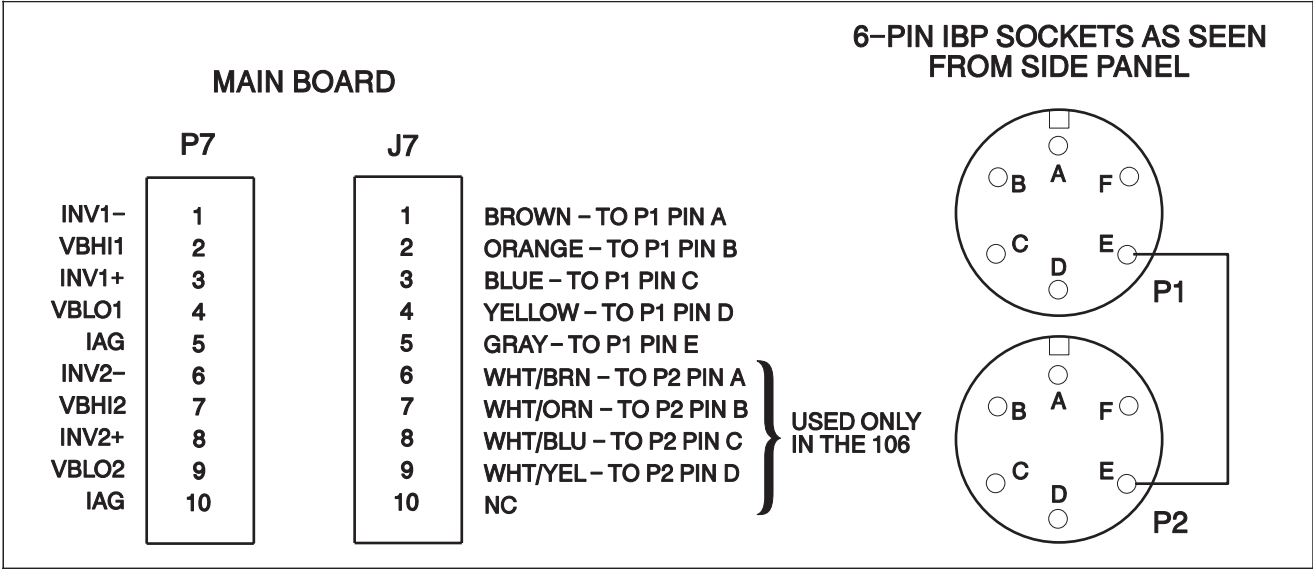 6-PIN IBP SOCKETS AS SEEN
FROM SIDE PANEL
MAIN BOARD
P7 J7
INV1- 1 1 BROWN - TO P1 PIN A
VBHI1 2 2 ORANGE - TO P1 PIN B
INV1+ 3 3 BLUE - TO P1 PIN C
VBLO1 4 4 YELLOW - TO P1 PIN D
IAG 5 5 GRAY - TO P1 PIN E
INV2- 6 6 WHT/BRN - TO P2 PIN A
VBHI2 7 7 WHT/ORN - TO P2 PIN B
INV2+ 8 8 WHT/BLU - TO P2 PIN C
VBLO2 9 9 WHT/YEL - TO P2 PIN D
IAG 10 10 NC
USED ONLY
IN THE 106
A
B F
C E
D
P1
A
B F
C E
D
P2